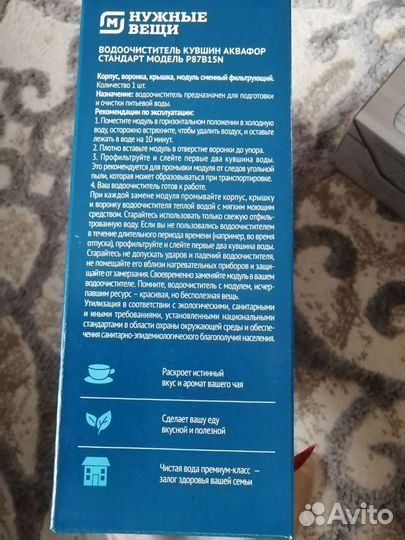 М НУЖНЫЕ
ВЕЩИ
ВОДООЧИСТИТЕЛЬ КУВШИН АКВАФОР
СТАНДАРТ МОДЕЛЬ P87B15N
Корпус, воронка, крышка, модуль сменный фильтрующий.
Количество 1 шт.
Назначение: водоочиститель предназначен для подготовки
и очистки питьевой воды.
Рекомендации по эксплуатации:
1. Поместите модуль в горизонтальном положении в холодную
воду, осторожно встряхните, чтобы удалить воздух, и оставьте
лежать в воде на 10 минут.
2. Плотно вставьте модуль в отверстие воронки до упора.
3. Профильтруйте и слейте первые два кувшина воды.
Это рекомендуется для промывки модуля от следов угольной
пыли, которая может образовываться при транспортировке.
4. Ваш водоочиститель готов к работе.
При каждой замене модуля промывайте корпус, крышку
и воронку водоочистителя теплой водой с мягким моющим
средством. Старайтесь использовать только свежую отфиль-
трованную воду. Если вы не пользовались водоочистителем
в течение длительного периода времени (например, во время
отпуска), профильтруйте и слейте первые два кувшина воды.
Старайтесь не допускать ударов и падений водоочистителя,
не помещайте его вблизи нагревательных приборов и защи-
щайте от замерзания. Своевременно заменяйте модуль в вашем
водоочистителе. Помните, водоочиститель с модулем, исчер-
павшим ресурс – красивая, но бесполезная вещь.
Утилизация в соответствии с экологическими, санитарными
и иными требованиями, установленными национальными
стандартами в области охраны окружающей среды и обеспе-
чения санитарно-эпидемиологического благополучия населения.
Раскроет истинный
вкус и аромат вашего чая
Сделает вашу еду
вкусной и полезной
Чистая вода премиум-класс –
залог здоровья вашей семьи
Avito